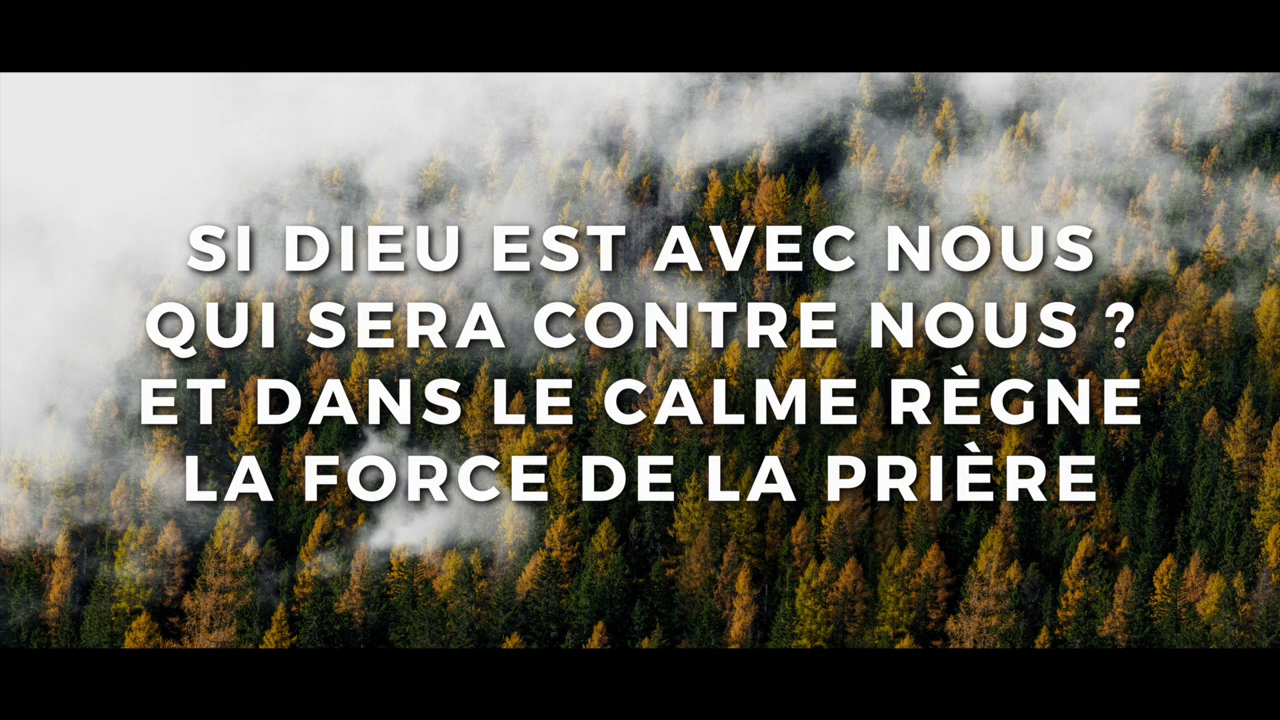 SI DIEU EST AVEC NOUS
QUI SERA CONTRE NOUS ?
ET DANS LE CALME RÈGNE
LA FORCE DE LA PRIÈRE